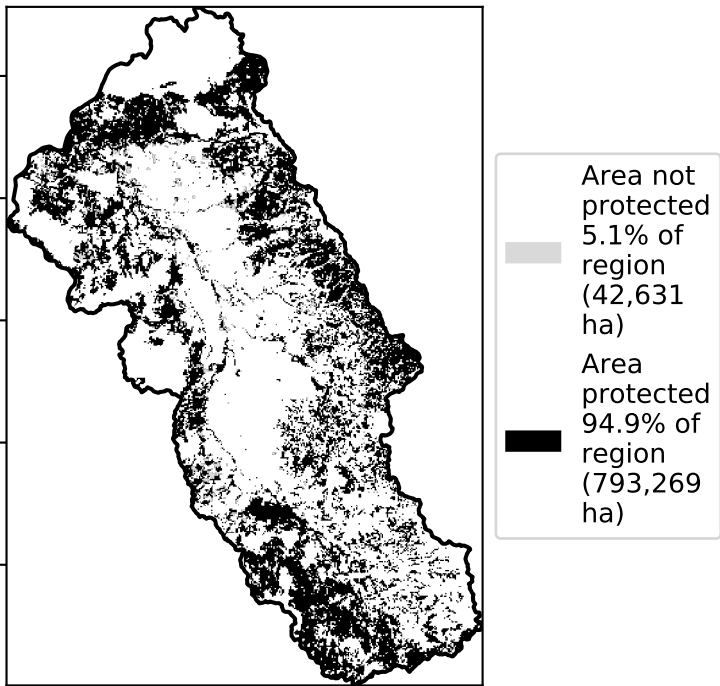 Area not
protected
5.1% of
region
(42,631
ha)
Area
protected
94.9% of
region
(793,269
ha)